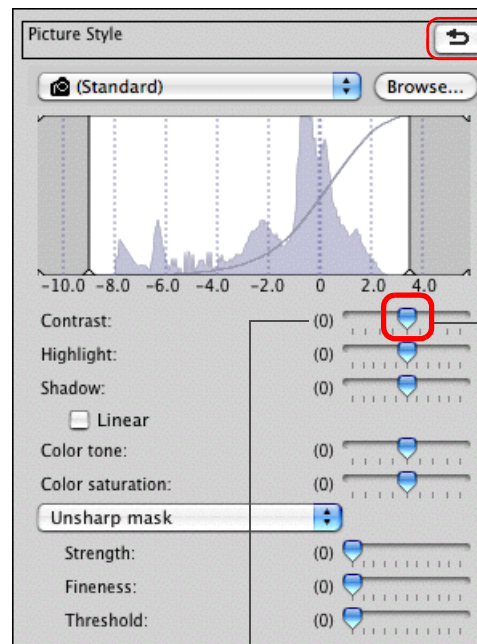 Picture Style
(Standard)
Browse...
-10.0 -8.0 -6.0 -4.0 -2.0 0 2.0 4.0
Contrast: (0)
Highlight: (0)
Shadow: (0)
Linear
Color tone: (0)
Color saturation: (0)
Unsharp mask
Strength: (0)
Fineness: (0)
Threshold: (0)